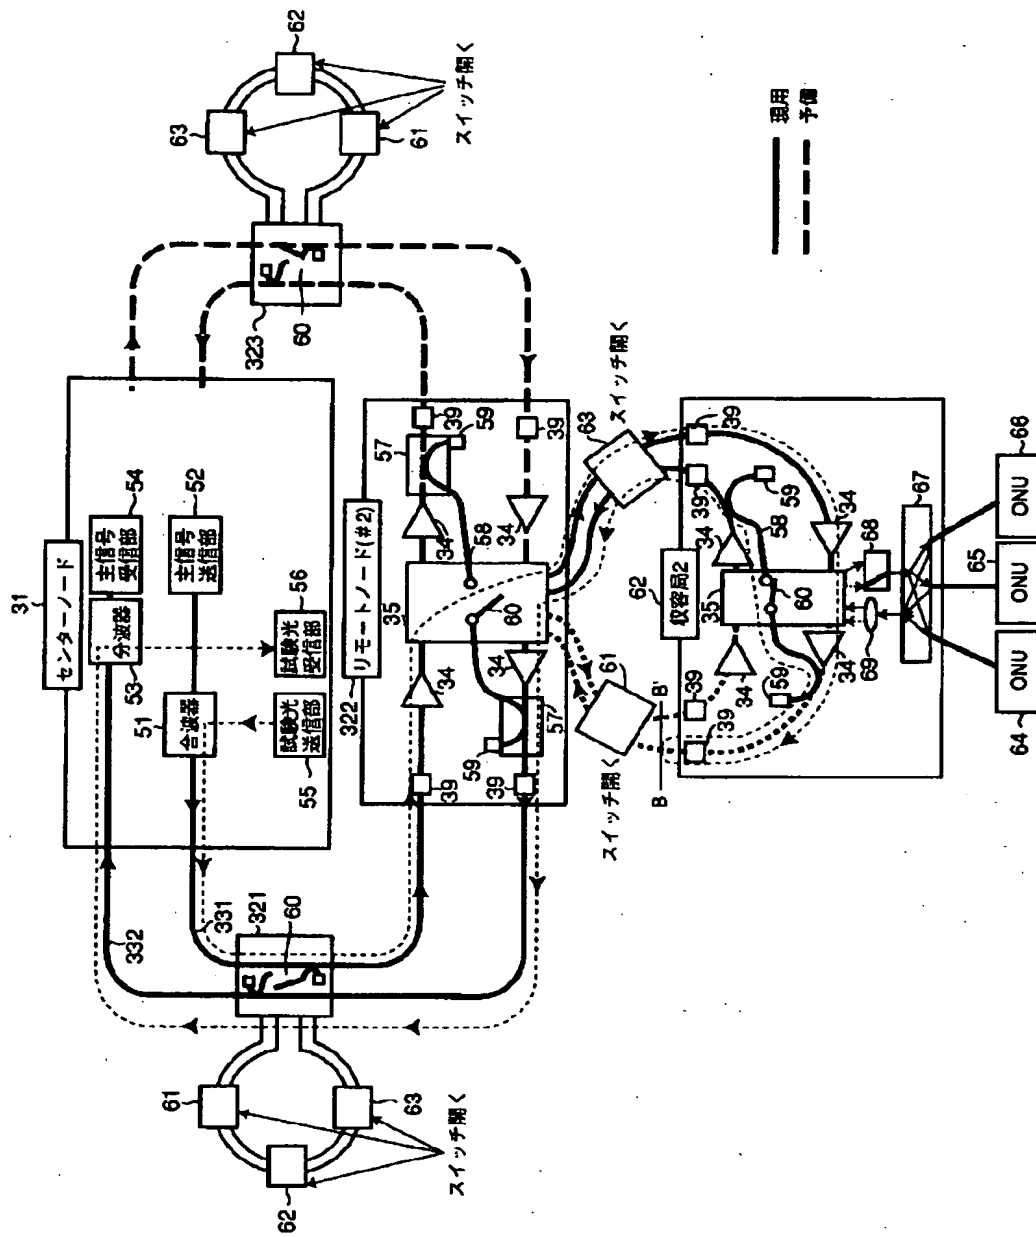 62
63
61
スイッチ開く
現用
予備
323
60
31
センターノード
54
主信号
受信部
52
主信号
送信部
分波器
53
56
試験光
受信部
51
合波器
試験光
送信部
55
332
331
321
60
61
63
62
スイッチ開く
322
リモートノード(#2)
57
39
59
39
34
34
58
35
60
34
34
57
59
39
39
63
スイッチ開く
61
スイッチ開く
B
B'
62
収容局2
39
39
59
58
34
34
35
60
68
34
34
59
39
39
69
67
66
ONU
65
ONU
64
ONU